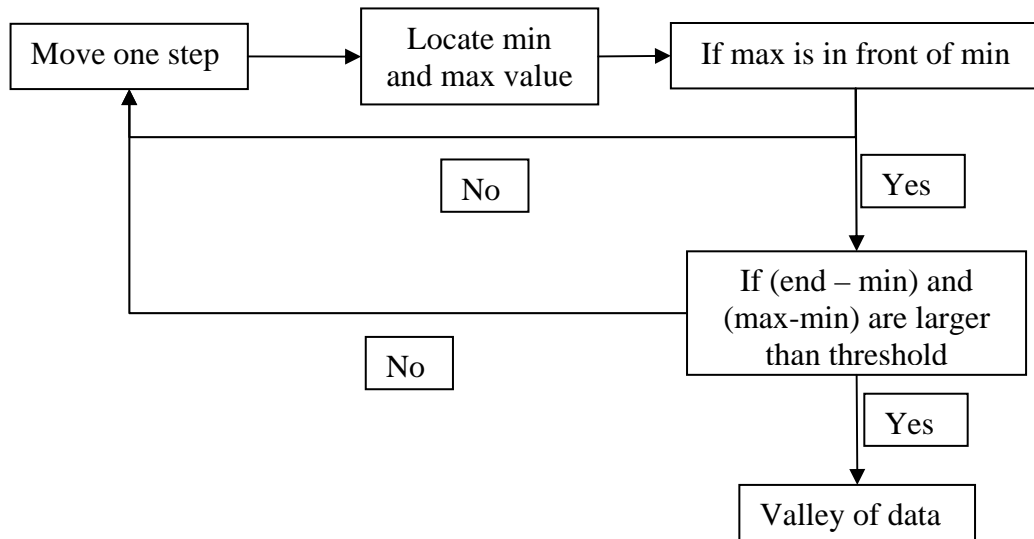 Move one step
Locate min
and max value
If max is in front of min
No
Yes
If (end – min) and
(max-min) are larger
than threshold
No
Yes
Valley of data